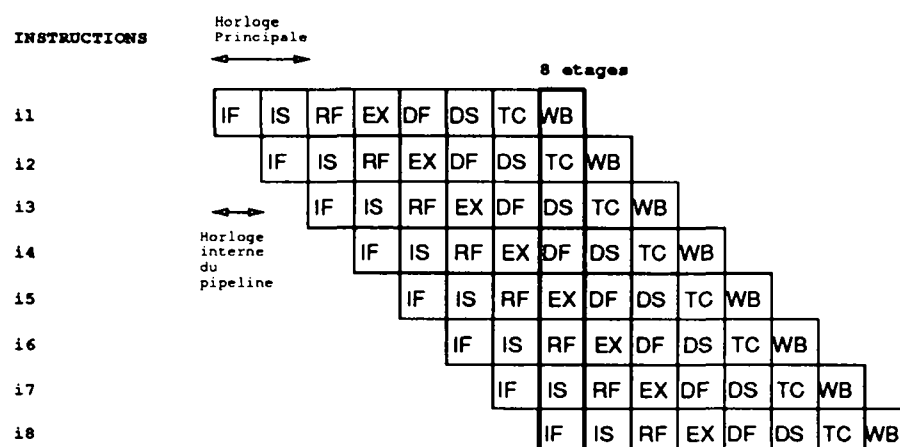 INSTRUCTIONS
Horloge
Principale
8 etages
i1 IF IS RF EX DF DS TC WB
i2 IF IS RF EX DF DS TC WB
i3 IF IS RF EX DF DS TC WB
Horloge
interne
du
pipeline
i4 IF IS RF EX DF DS TC WB
i5 IF IS RF EX DF DS TC WB
i6 IF IS RF EX DF DS TC WB
i7 IF IS RF EX DF DS TC WB
i8 IF IS RF EX DF DS TC WB